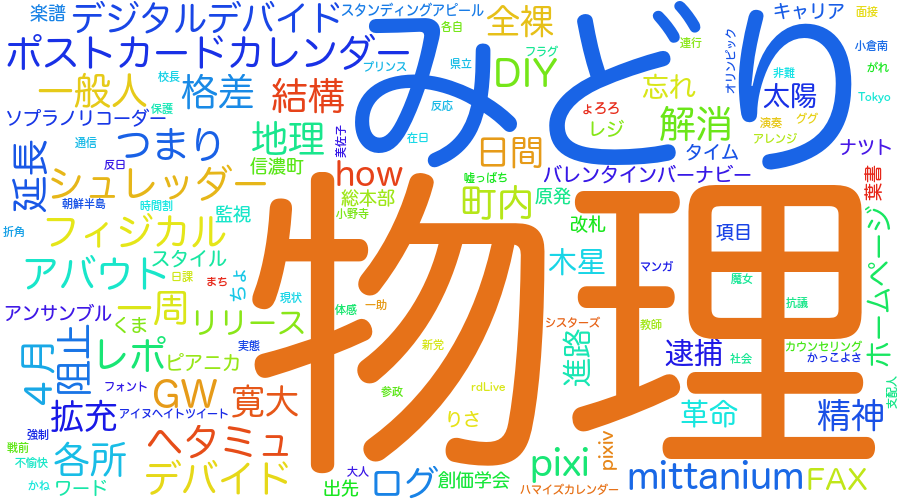 楽譜
デジタルデバイド
スタンディングアピール
各自
全裸
みどり
キャリア
面接
ポストカードカレンダー
プリンス
フラグ
DIY
連行
オリンピック
小倉南
一般人
校長
格差
結構
県立
忘れ
非難
がれ
保護
反応
ょろろ
太陽
Tokyo
ソプラノリコーダー
つまり
地理
在日
美佐子
レジ
解消
演奏
ググ
アレンジ
通信
反日
信濃町
日間
タイム
ナツト
延長
シュレッダー
how
嘘っぱち
バレンタインバーナビー
葉書
朝鮮半島
時間割
監視
総本部
小野寺
町内
原発
改札
項目
折角
フィジカル
スタイル
物理
木星
マンガ
ホームページ
アバウト
日課
まち
ちょ
魔女
アンサンブル
一周
くま
リリース
現状
体感
一助
シスターズ
教師
抗議
4月
阻止
レポ
ピアニカ
実態
新党
進路
逮捕
社会
カウンセリング
かっこよさ
フォント
GW
寛大
参政
rdLive
支配人
拡充
アイヌヘイトツイート
りさ
革命
精神
強制
戦前
ヘタミュ
pixiv
不愉快
各所
デバイド
大人
ログ
pixi
mittanium
FAX
かね
ワード
出先
創価学会
ハマイズカレンダー